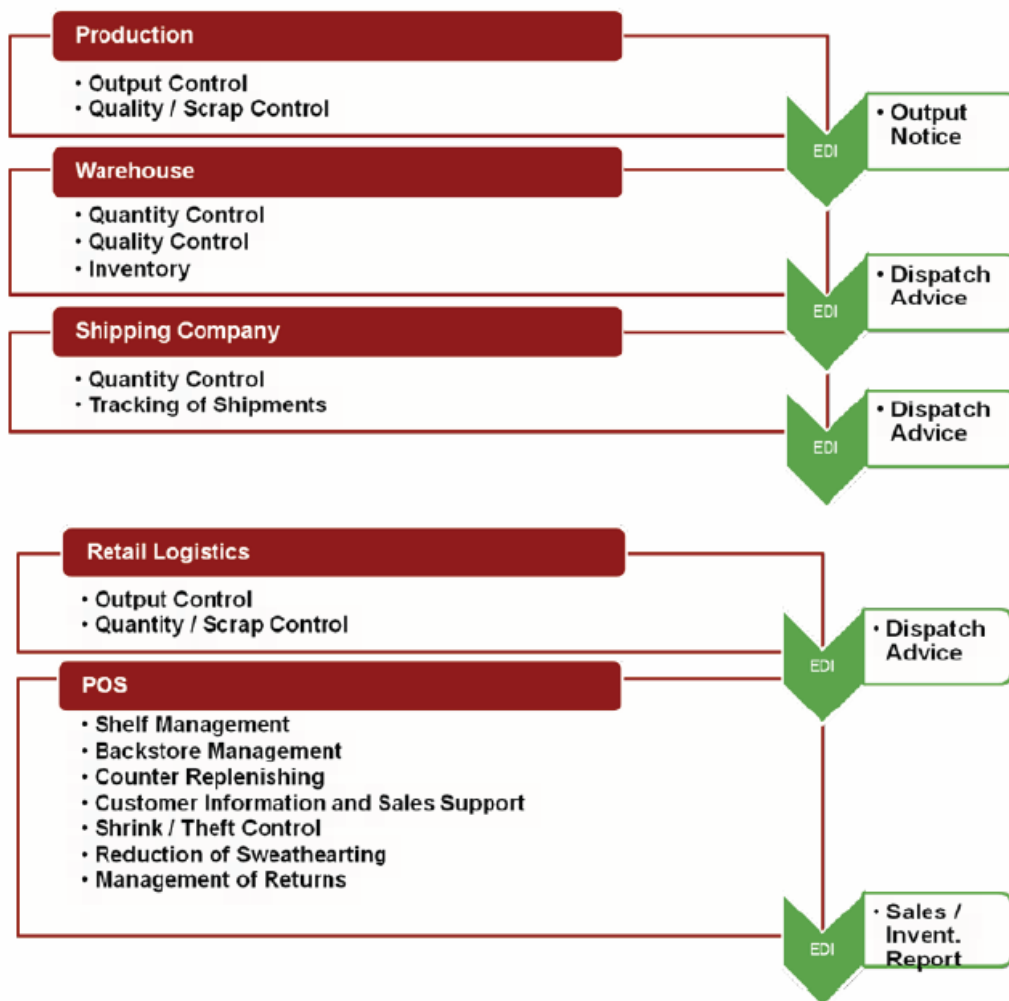 Production
• Output Control
• Quality / Scrap Control
EDI
• Output
Notice
Warehouse
• Quantity Control
• Quality Control
• Inventory
EDI
• Dispatch
Advice
Shipping Company
• Quantity Control
• Tracking of Shipments
EDI
• Dispatch
Advice
Retail Logistics
• Output Control
• Quantity / Scrap Control
EDI
• Dispatch
Advice
POS
• Shelf Management
• Backstore Management
• Counter Replenishing
• Customer Information and Sales Support
• Shrink / Theft Control
• Reduction of Sweathearting
• Management of Returns
EDI
• Sales /
Invent.
Report